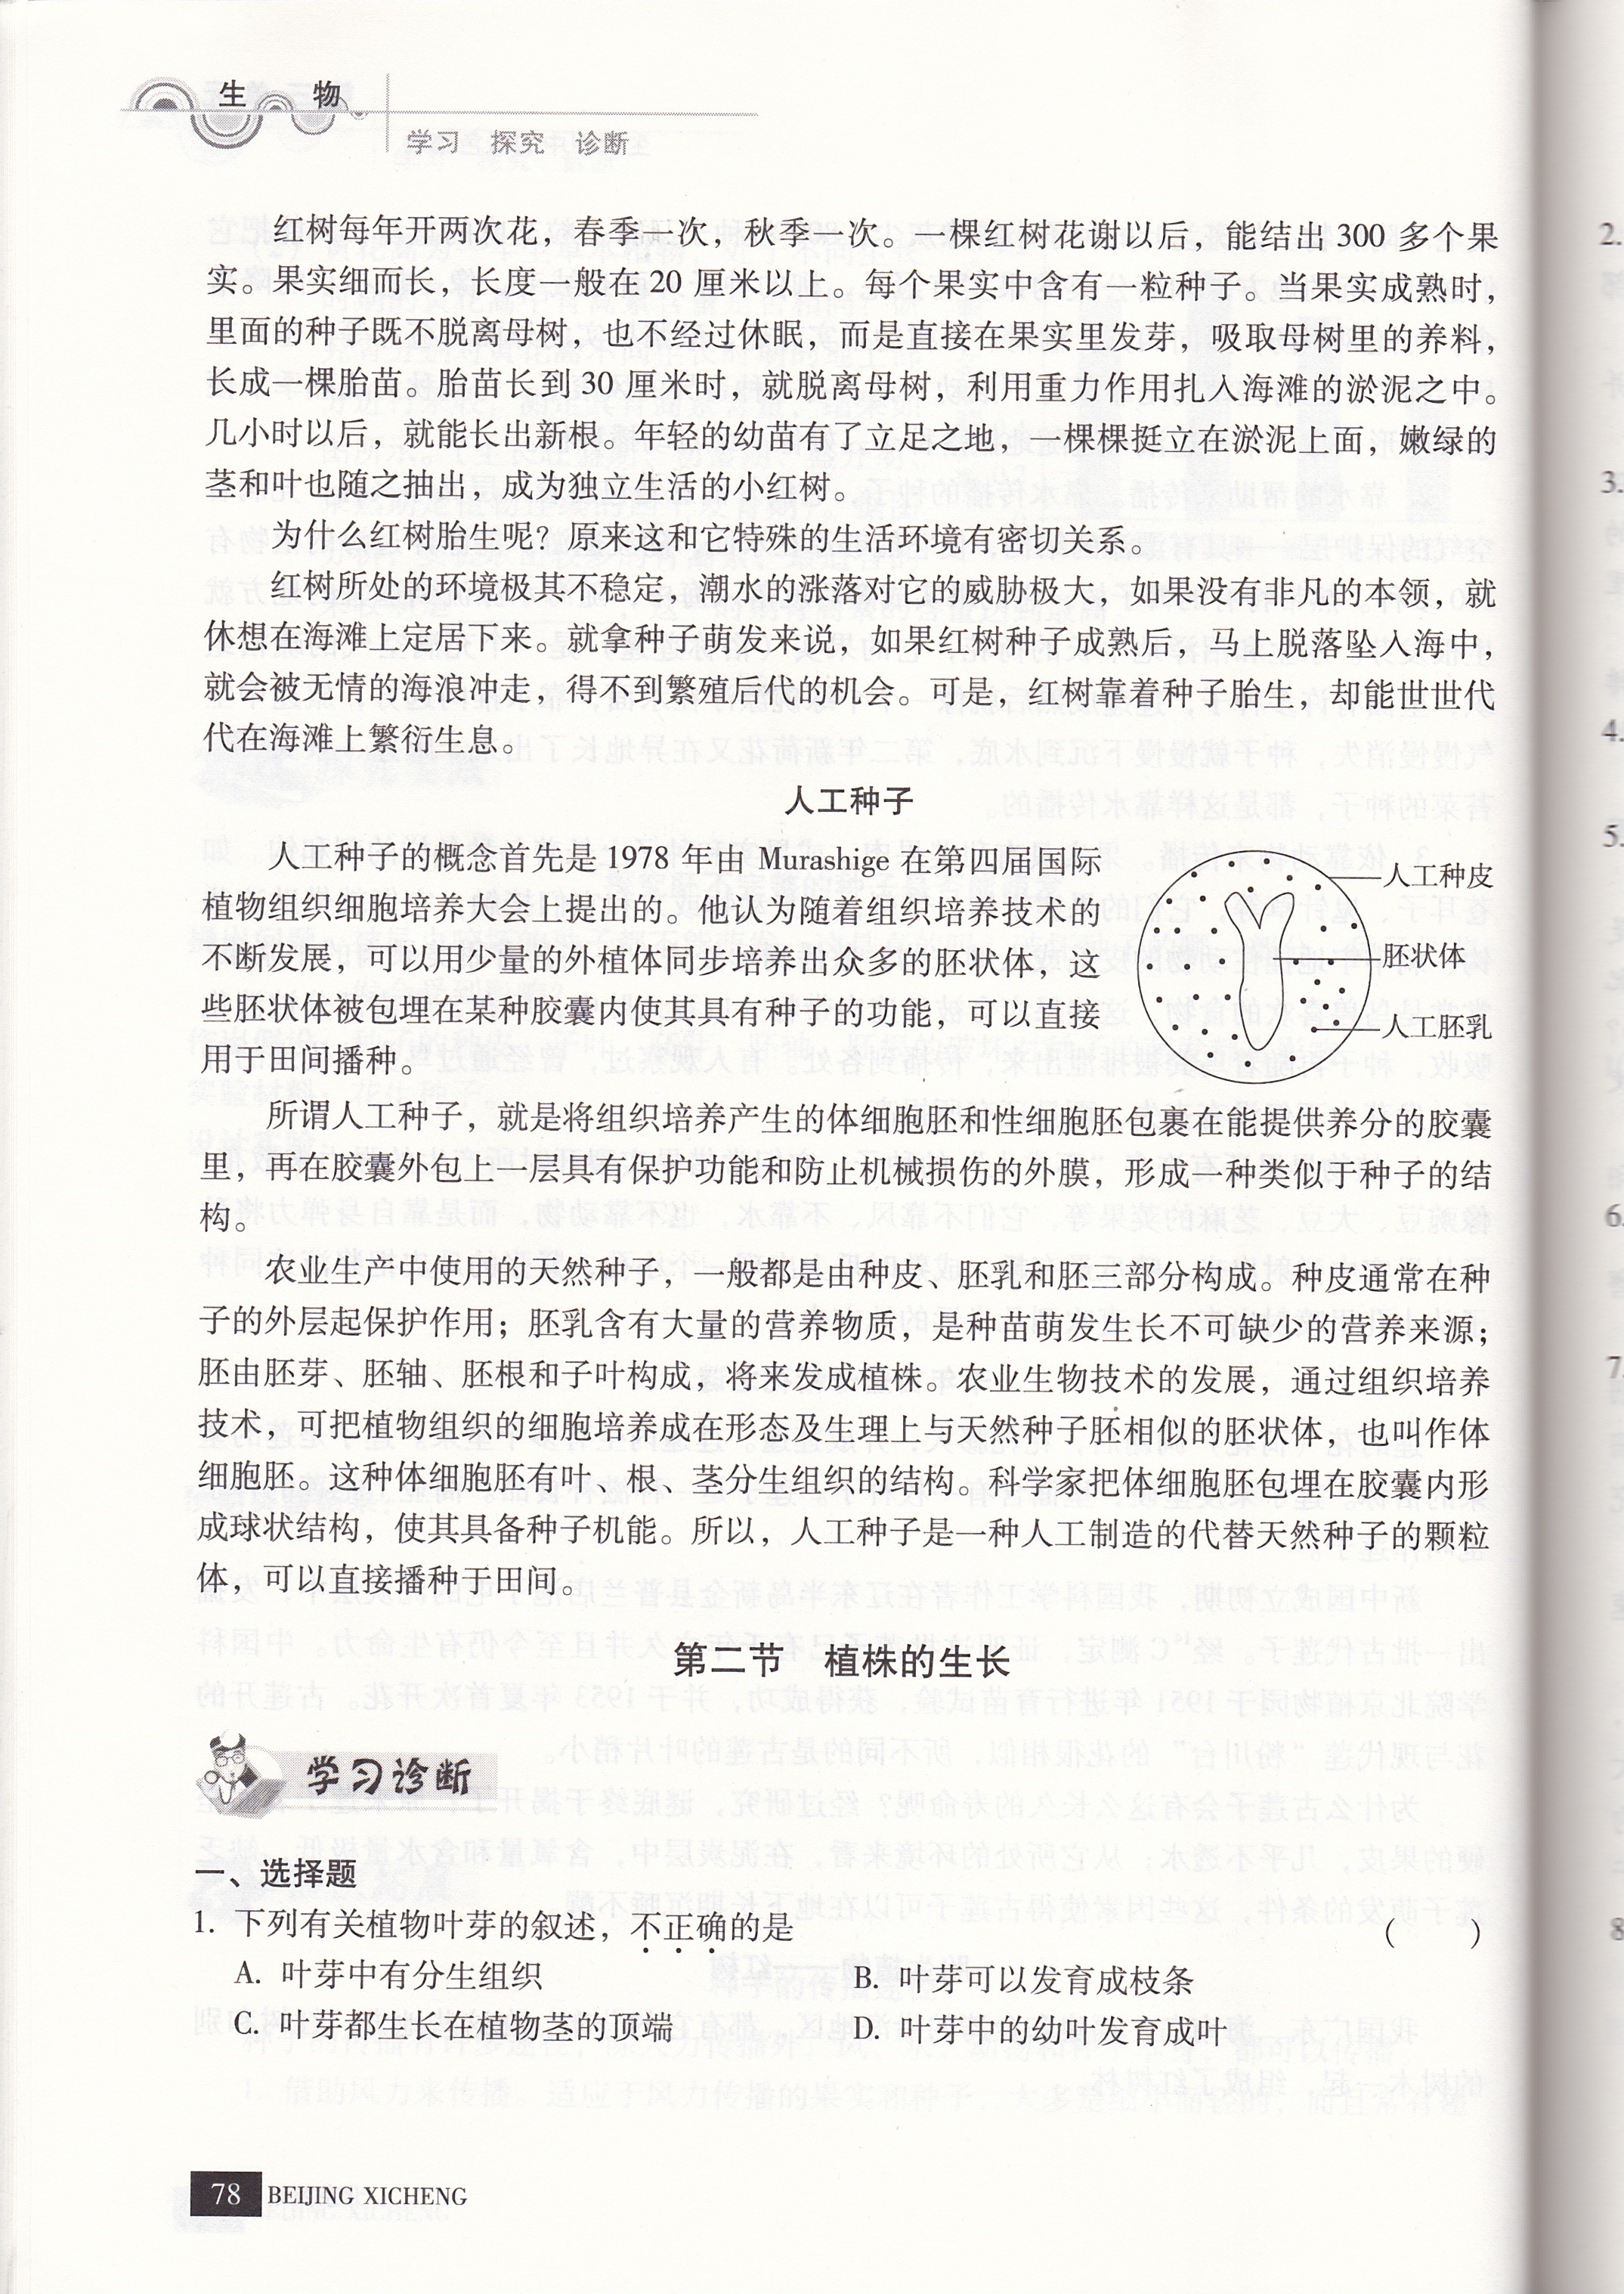 生 物
学习 探究 诊断
红树每年开两次花，春季一次，秋季一次。一棵红树花谢以后，能结出 300 多个果
实。果实细而长，长度一般在 20 厘米以上。每个果实中含有一粒种子。当果实成熟时，
里面的种子既不脱离母树，也不经过休眠，而是直接在果实里发芽，吸取母树里的养料，
长成一棵胎苗。胎苗长到 30 厘米时，就脱离母树，利用重力作用扎入海滩的淤泥之中。
几小时以后，就能长出新根。年轻的幼苗有了立足之地，一棵棵挺立在淤泥上面，嫩绿的
茎和叶也随之抽出，成为独立生活的小红树。
为什么红树胎生呢？原来这和它特殊的生活环境有密切关系。
红树所处的环境极其不稳定，潮水的涨落对它的威胁极大，如果没有非凡的本领，就
休想在海滩上定居下来。就拿种子萌发来说，如果红树种子成熟后，马上脱落坠入海中，
就会被无情的海浪冲走，得不到繁殖后代的机会。可是，红树靠着种子胎生，却能世世代
代在海滩上繁衍生息。
人工种子
人工种子的概念首先是 1978 年由 Murashige 在第四届国际
植物组织细胞培养大会上提出的。他认为随着组织培养技术的
不断发展，可以用少量的外植体同步培养出众多的胚状体，这
些胚状体被包埋在某种胶囊内使其具有种子的功能，可以直接
用于田间播种。
人工种皮
胚状体
人工胚乳
所谓人工种子，就是将组织培养产生的体细胞胚和性细胞胚包裹在能提供养分的胶囊
里，再在胶囊外包上一层具有保护功能和防止机械损伤的外膜，形成一种类似于种子的结
构。
农业生产中使用的天然种子，一般都是由种皮、胚乳和胚三部分构成。种皮通常在种
子的外层起保护作用；胚乳含有大量的营养物质，是种苗萌发生长不可缺少的营养来源；
胚由胚芽、胚轴、胚根和子叶构成，将来发成植株。农业生物技术的发展，通过组织培养
技术，可把植物组织的细胞培养成在形态及生理上与天然种子胚相似的胚状体，也叫作体
细胞胚。这种体细胞胚有叶、根、茎分生组织的结构。科学家把体细胞胚包埋在胶囊内形
成球状结构，使其具备种子机能。所以，人工种子是一种人工制造的代替天然种子的颗粒
体，可以直接播种于田间。
第二节 植株的生长
学习诊断
一、选择题
1. 下列有关植物叶芽的叙述，不正确的是 （ ）
A. 叶芽中有分生组织 B. 叶芽可以发育成枝条
C. 叶芽都生长在植物茎的顶端 D. 叶芽中的幼叶发育成叶
78 BEIJING XICHENG
2.
3.
4.
5.
6.
7.
8